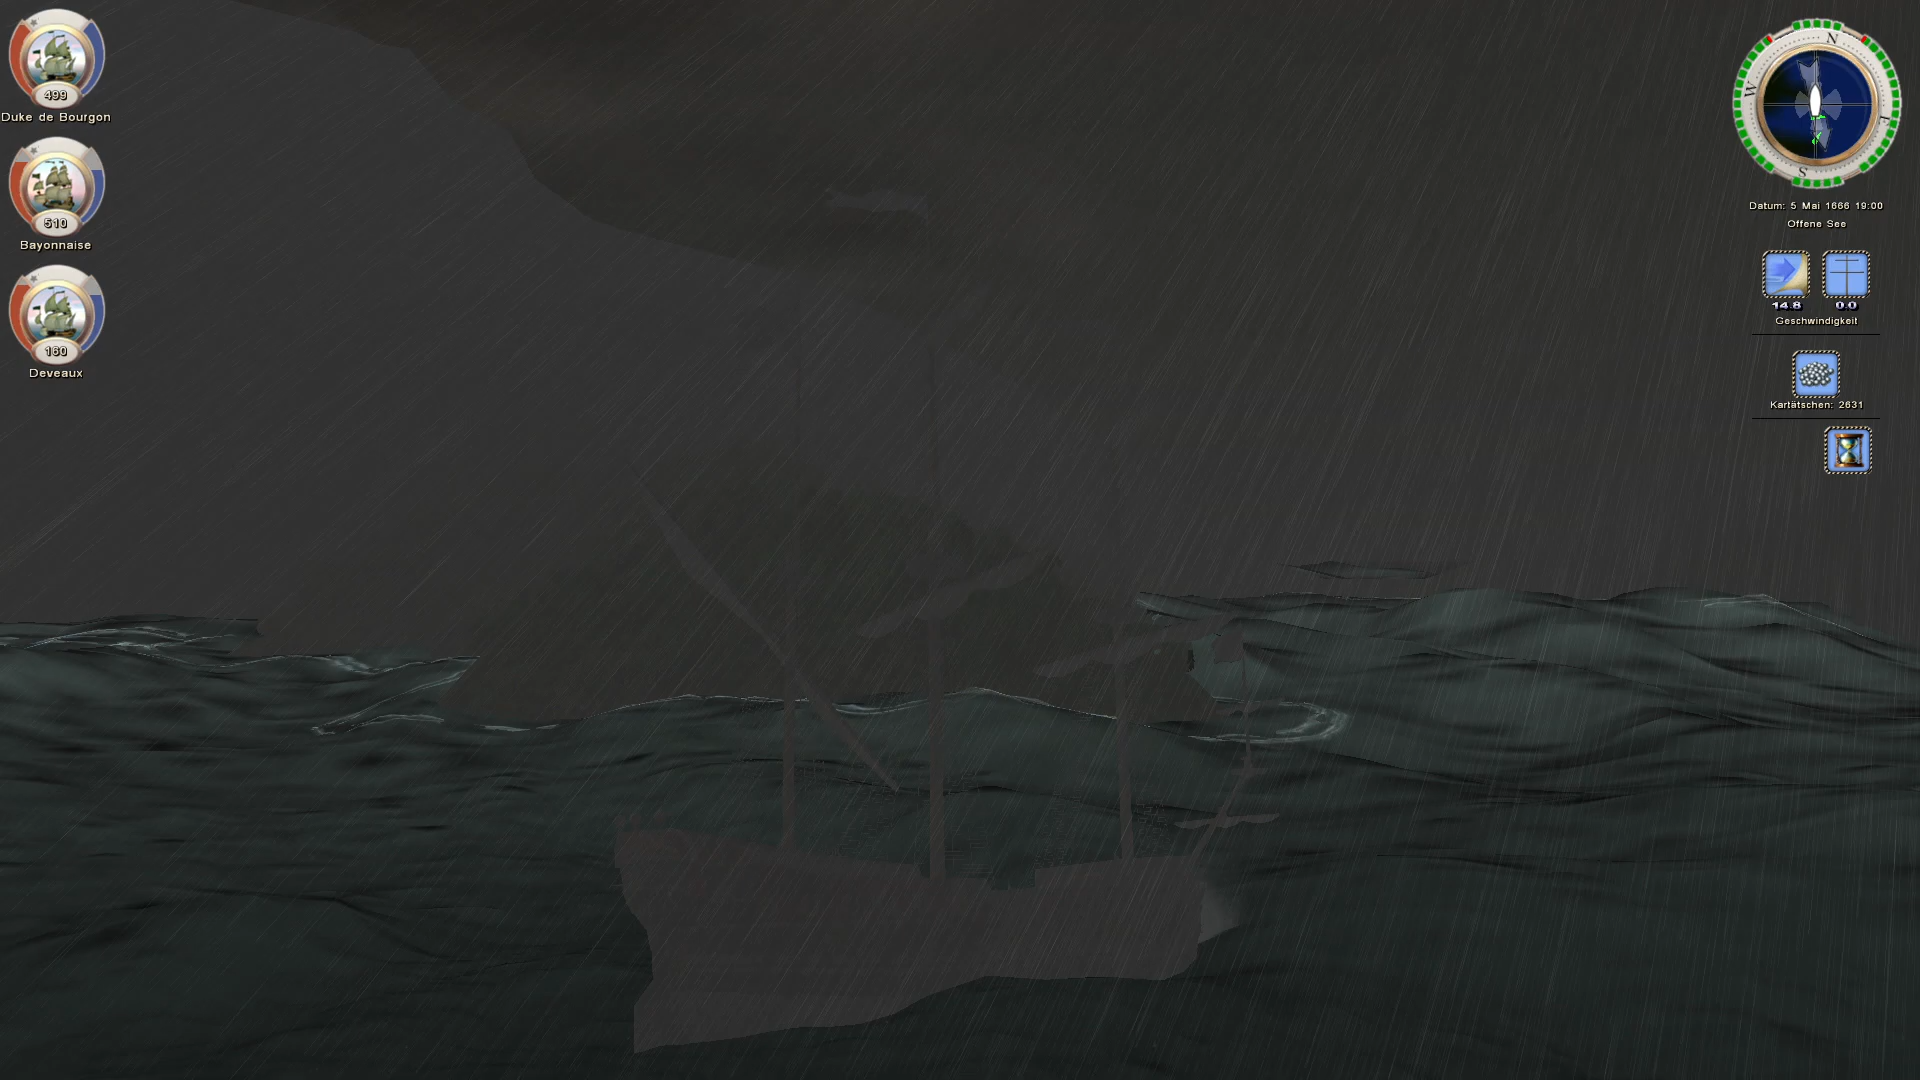 499
Duke de Bourgon
510
Bayonnaise
160
Deveaux
N
W
E
S
Datum: 5 Mai 1666 19:00
Offene See
14.8 0.0
Geschwindigkeit
Kartätschen: 2631